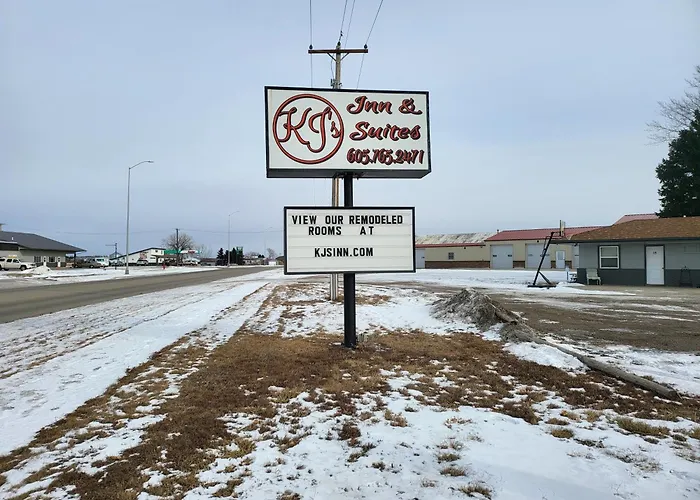 KJ's
Inn &
Suites
605.765.2471
VIEW OUR REMODELED
ROOMS AT
KJSINN.COM